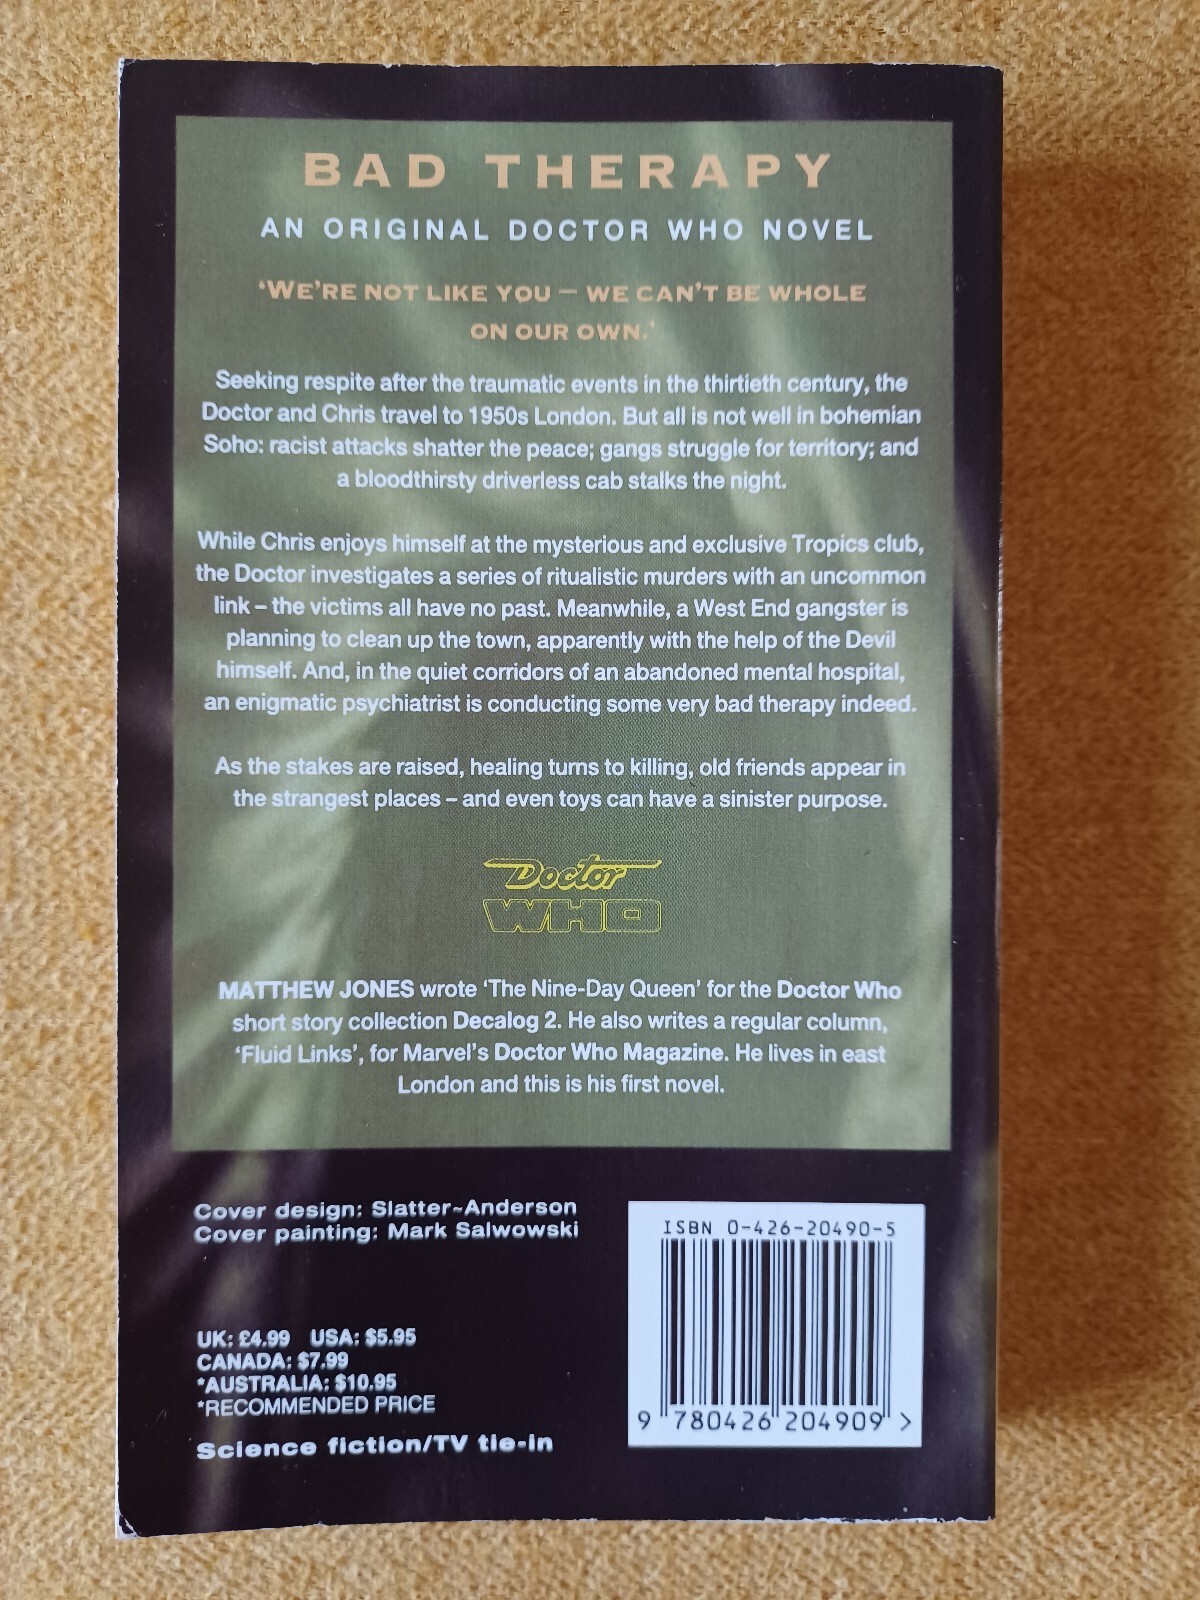 BAD THERAPY
AN ORIGINAL DOCTOR WHO NOVEL
‘WE’RE NOT LIKE YOU – WE CAN’T BE WHOLE
ON OUR OWN.’
Seeking respite after the traumatic events in the thirtieth century, the
Doctor and Chris travel to 1950s London. But all is not well in bohemian
Soho: racist attacks shatter the peace; gangs struggle for territory; and
a bloodthirsty driverless cab stalks the night.
While Chris enjoys himself at the mysterious and exclusive Tropics club,
the Doctor investigates a series of ritualistic murders with an uncommon
link – the victims all have no past. Meanwhile, a West End gangster is
planning to clean up the town, apparently with the help of the Devil
himself. And, in the quiet corridors of an abandoned mental hospital,
an enigmatic psychiatrist is conducting some very bad therapy indeed.
As the stakes are raised, healing turns to killing, old friends appear in
the strangest places – and even toys can have a sinister purpose.
Doctor
WHO
MATTHEW JONES wrote ‘The Nine-Day Queen’ for the Doctor Who
short story collection Decalog 2. He also writes a regular column,
‘Fluid Links’, for Marvel’s Doctor Who Magazine. He lives in east
London and this is his first novel.
Cover design: Slatter~Anderson
Cover painting: Mark Salwowski
UK: £4.99 USA: $5.95
CANADA: $7.99
*AUSTRALIA: $10.95
*RECOMMENDED PRICE
Science fiction/TV tie-in
ISBN 0-426-20490-5
9 780426 204909 >